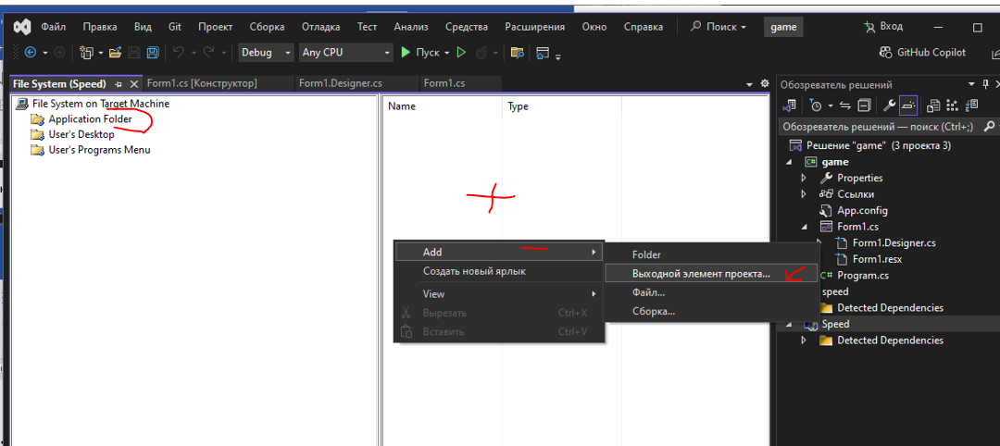 Файл Правка Вид Git Проект Сборка Отладка Тест Анализ Средства Расширения Окно Справка Поиск game Вход
Debug Any CPU Пуск GitHub Copilot
File System (Speed) Form1.cs [Конструктор] Form1.Designer.cs Form1.cs
File System on Target Machine
Application Folder
User's Desktop
User's Programs Menu
Name Type
Add
Создать новый ярлык
View
Вырезать Ctrl+X
Вставить Ctrl+V
Folder
Выходной элемент проекта...
Файл...
Сборка...
Обозреватель решений
Обозреватель решений — поиск (Ctrl+;)
Решение "game" (3 проекта 3)
game
Properties
Ссылки
App.config
Form1.cs
Form1.Designer.cs
Form1.resx
Program.cs
speed
Detected Dependencies
Speed
Detected Dependencies